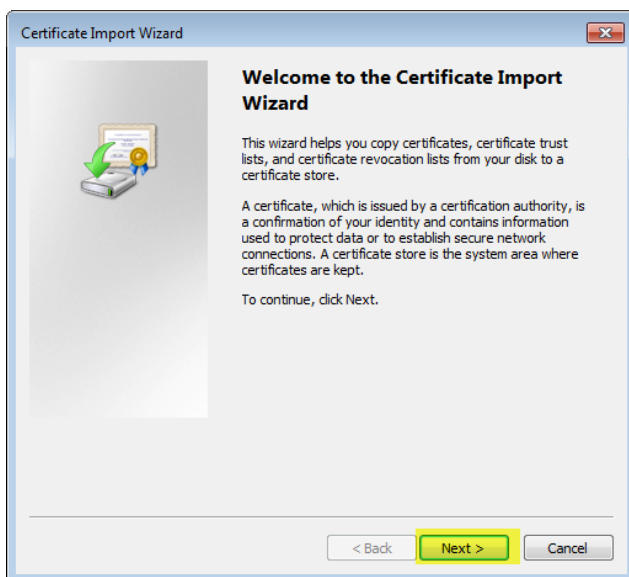 Certificate Import Wizard
Welcome to the Certificate Import
Wizard
This wizard helps you copy certificates, certificate trust
lists, and certificate revocation lists from your disk to a
certificate store.
A certificate, which is issued by a certification authority, is
a confirmation of your identity and contains information
used to protect data or to establish secure network
connections. A certificate store is the system area where
certificates are kept.
To continue, click Next.
< Back Next > Cancel